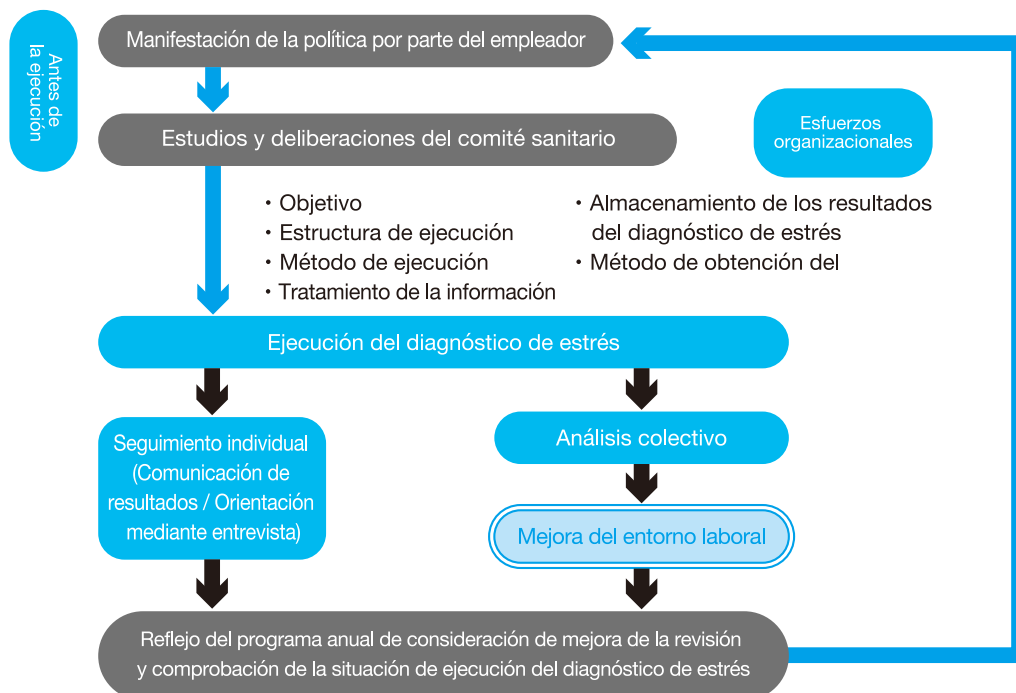 Antes de
la ejecución
Manifestación de la política por parte del empleador
Estudios y deliberaciones del comité sanitario
Esfuerzos
organizacionales
・Objetivo
・Estructura de ejecución
・Método de ejecución
・Tratamiento de la información
・Almacenamiento de los resultados
del diagnóstico de estrés
・Método de obtención del
Ejecución del diagnóstico de estrés
Seguimiento individual
(Comunicación de
resultados / Orientación
mediante entrevista)
Análisis colectivo
Mejora del entorno laboral
Reflejo del programa anual de consideración de mejora de la revisión
y comprobación de la situación de ejecución del diagnóstico de estrés